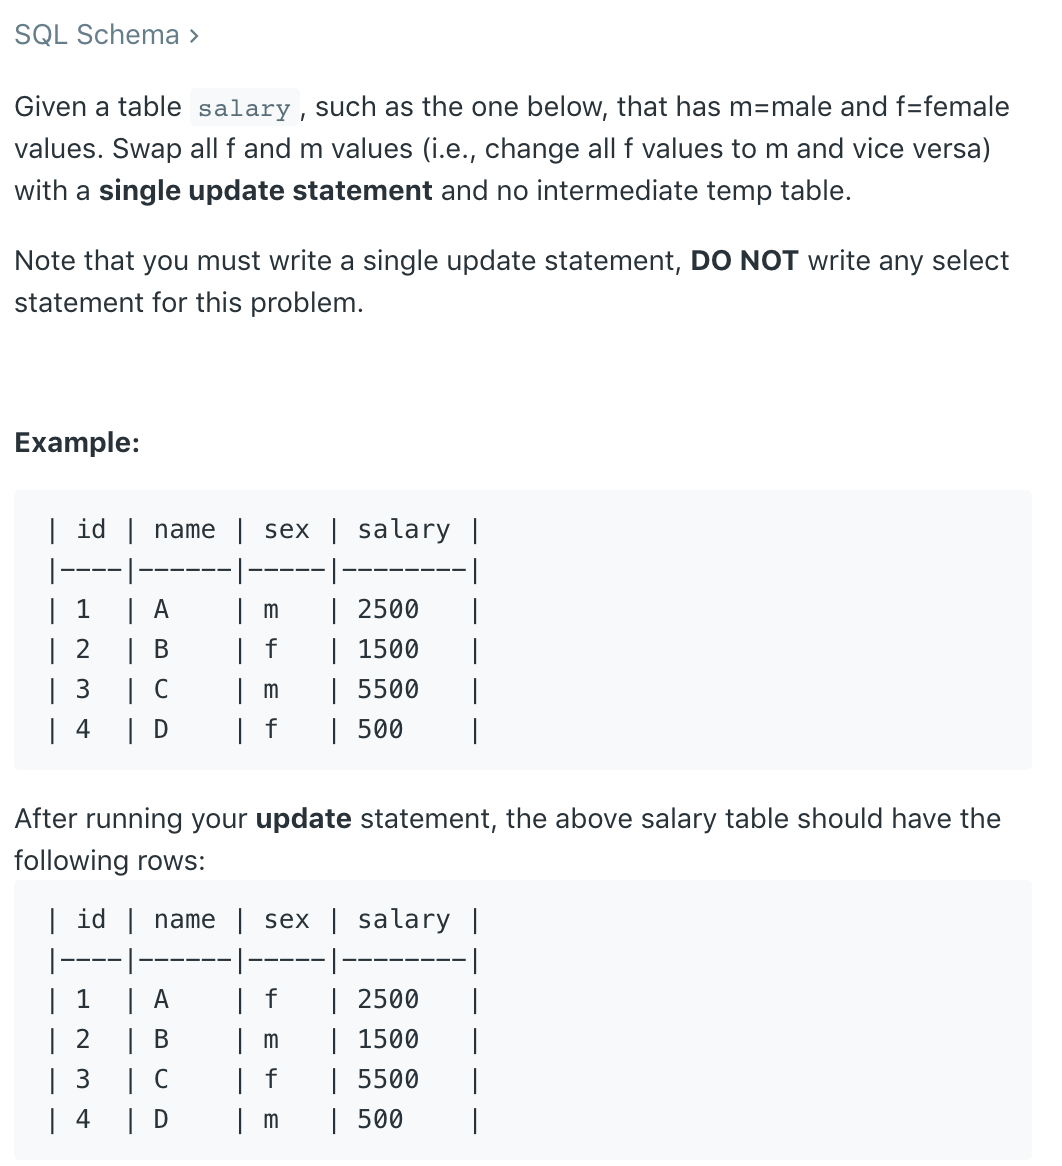 SQL Schema >
Given a table salary , such as the one below, that has m=male and f=female
values. Swap all f and m values (i.e., change all f values to m and vice versa)
with a single update statement and no intermediate temp table.
Note that you must write a single update statement, DO NOT write any select
statement for this problem.
Example:
| id | name | sex | salary |
|----|------|-----|--------|
| 1  | A    | m   | 2500   |
| 2  | B    | f   | 1500   |
| 3  | C    | m   | 5500   |
| 4  | D    | f   | 500    |
After running your update statement, the above salary table should have the
following rows:
| id | name | sex | salary |
|----|------|-----|--------|
| 1  | A    | f   | 2500   |
| 2  | B    | m   | 1500   |
| 3  | C    | f   | 5500   |
| 4  | D    | m   | 500    |